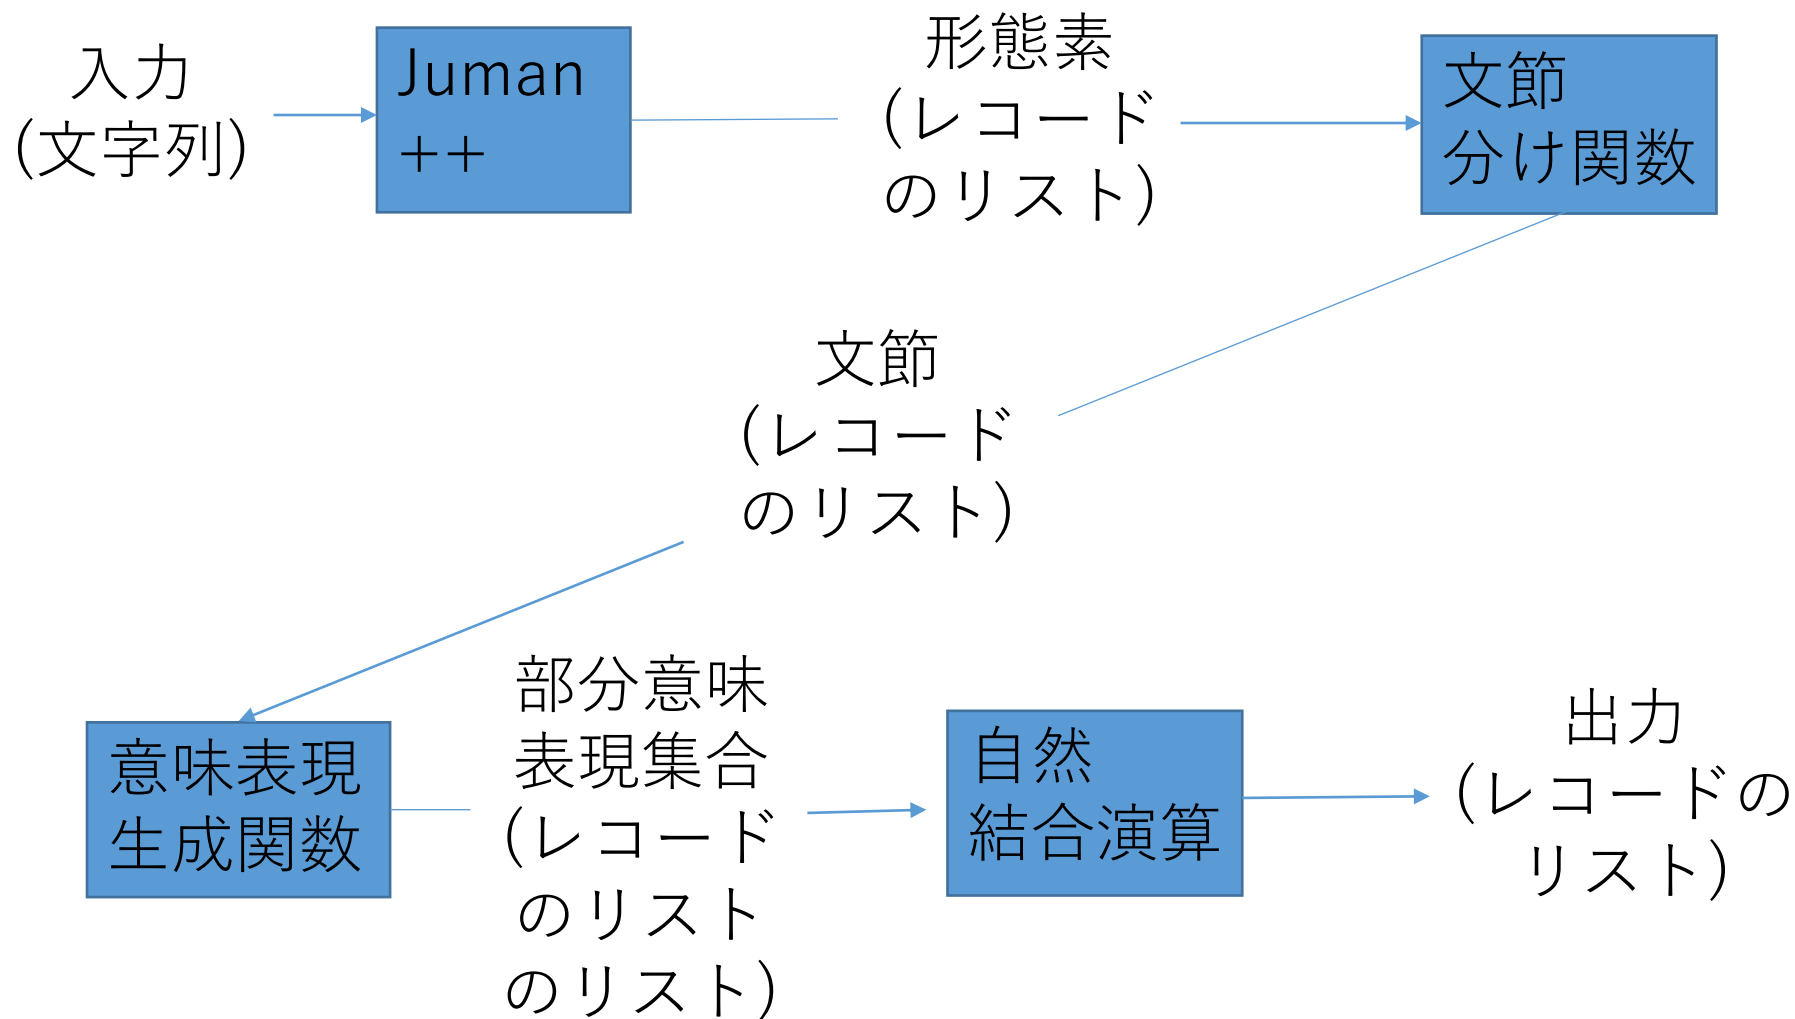 入力
(文字列)
Juman
++
形態素
(レコード
のリスト)
文節
分け関数
文節
(レコード
のリスト)
意味表現
生成関数
部分意味
表現集合
(レコード
のリスト
のリスト)
自然
結合演算
出力
(レコードの
リスト)